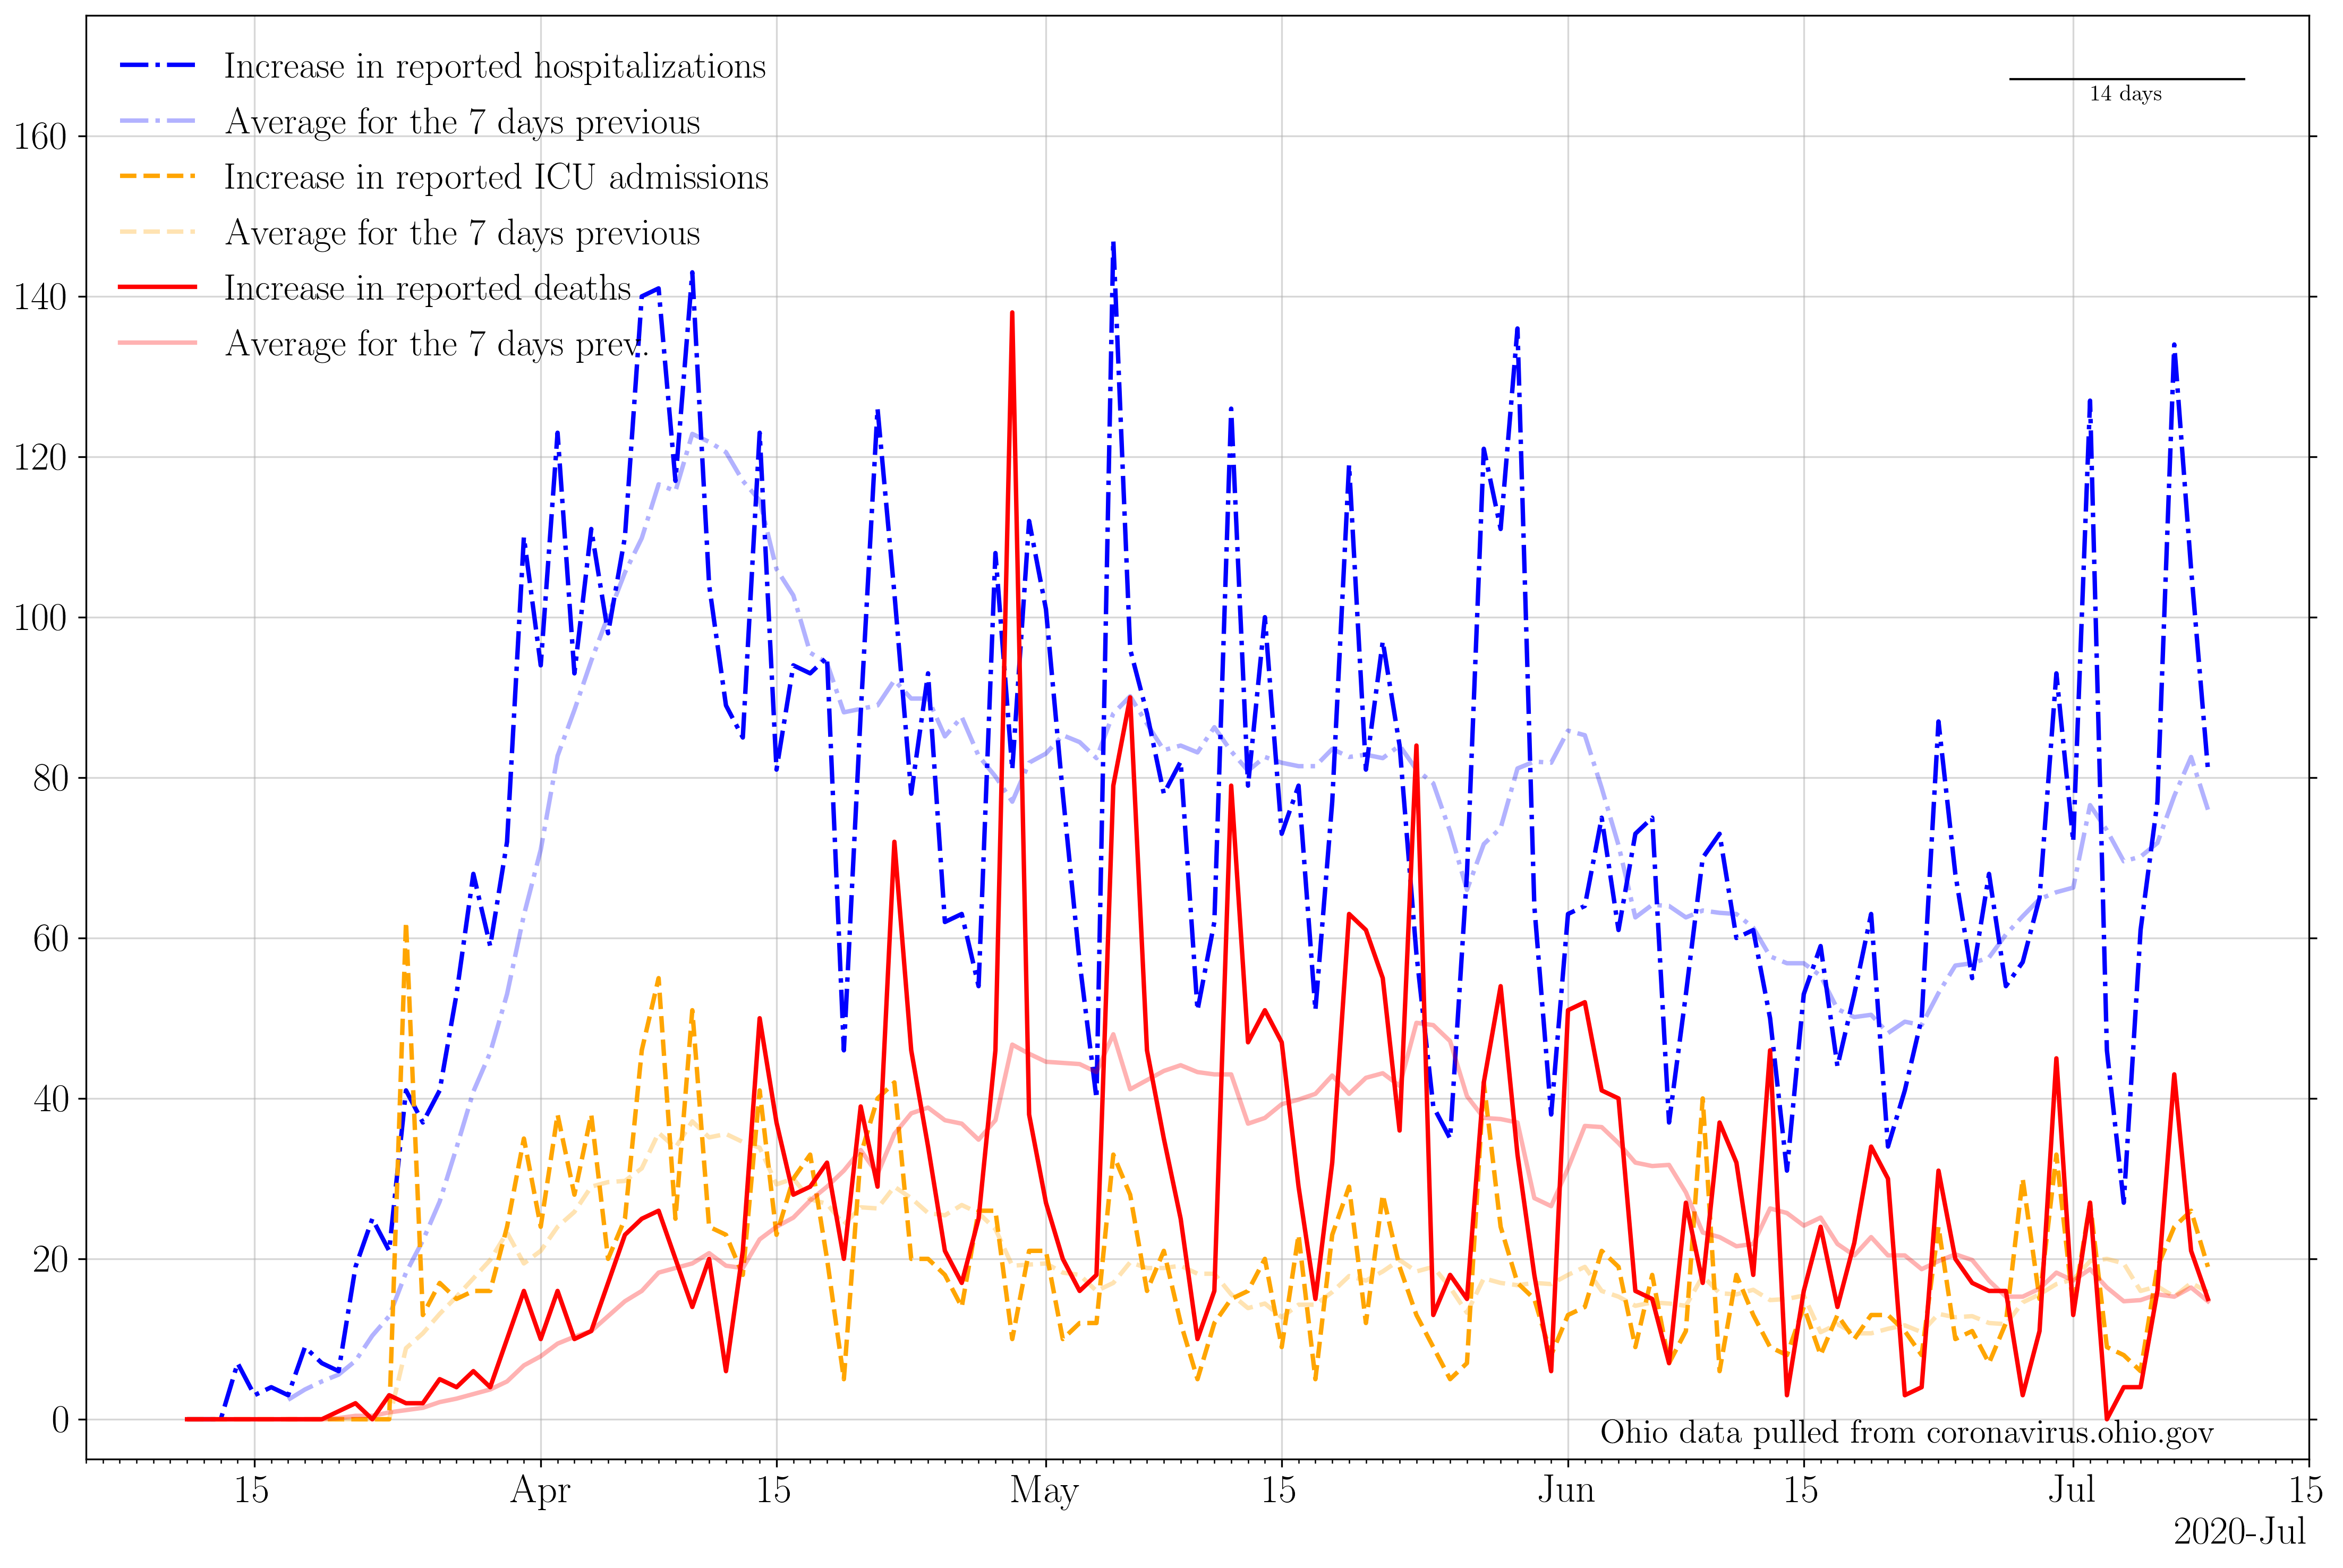 Increase in reported hospitalizations
Average for the 7 days previous
Increase in reported ICU admissions
Average for the 7 days previous
Increase in reported deaths
Average for the 7 days prev.
14 days
160
140
120
100
80
60
40
20
0
Ohio data pulled from coronavirus.ohio.gov
15 Apr 15 May 15 Jun 15 Jul 15
2020-Jul